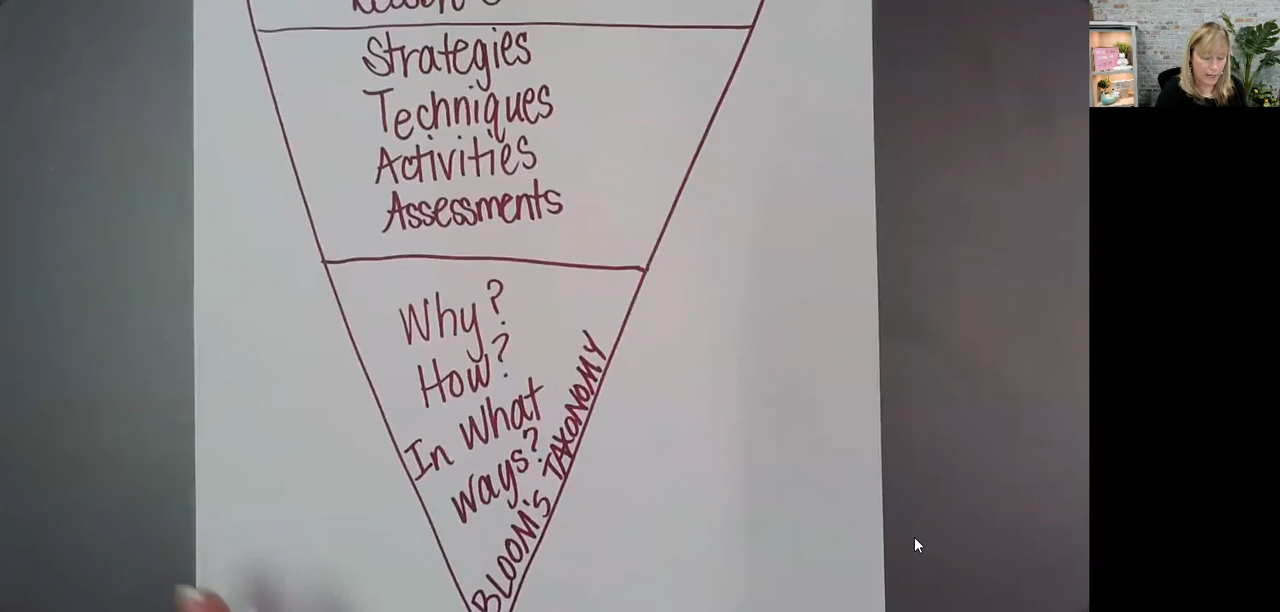 Strategies
Techniques
Activities
Assessments
Why?
How?
In What
Ways?
BLOOM'S TAXONOMY